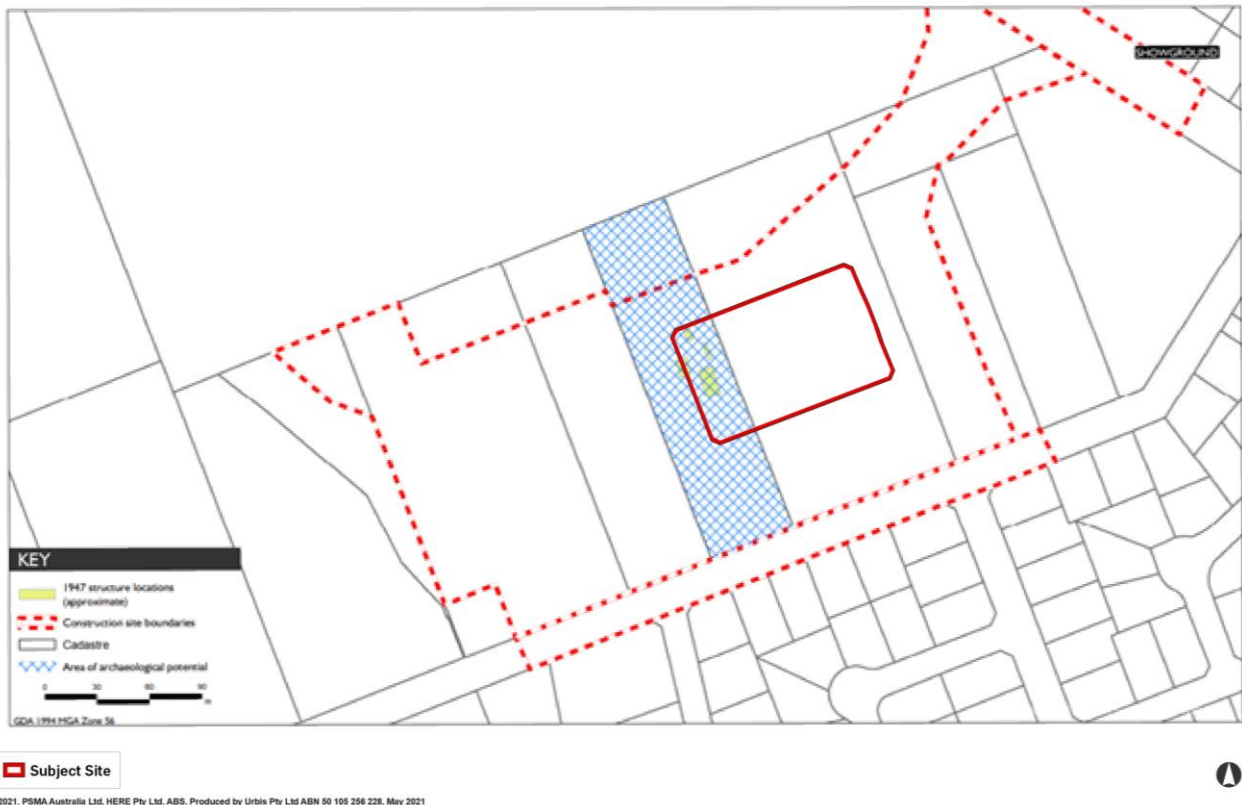 SHOWGROUND
KEY
1947 structure locations
(approximate)
Construction site boundaries
Cadastre
Area of archaeological potential
0 30 60 90
m
GDA 1994 MGA Zone 56
Subject Site
2021. PSMA Australia Ltd, HERE Pty Ltd, ABS. Produced by Urbis Pty Ltd ABN 50 105 256 228, May 2021